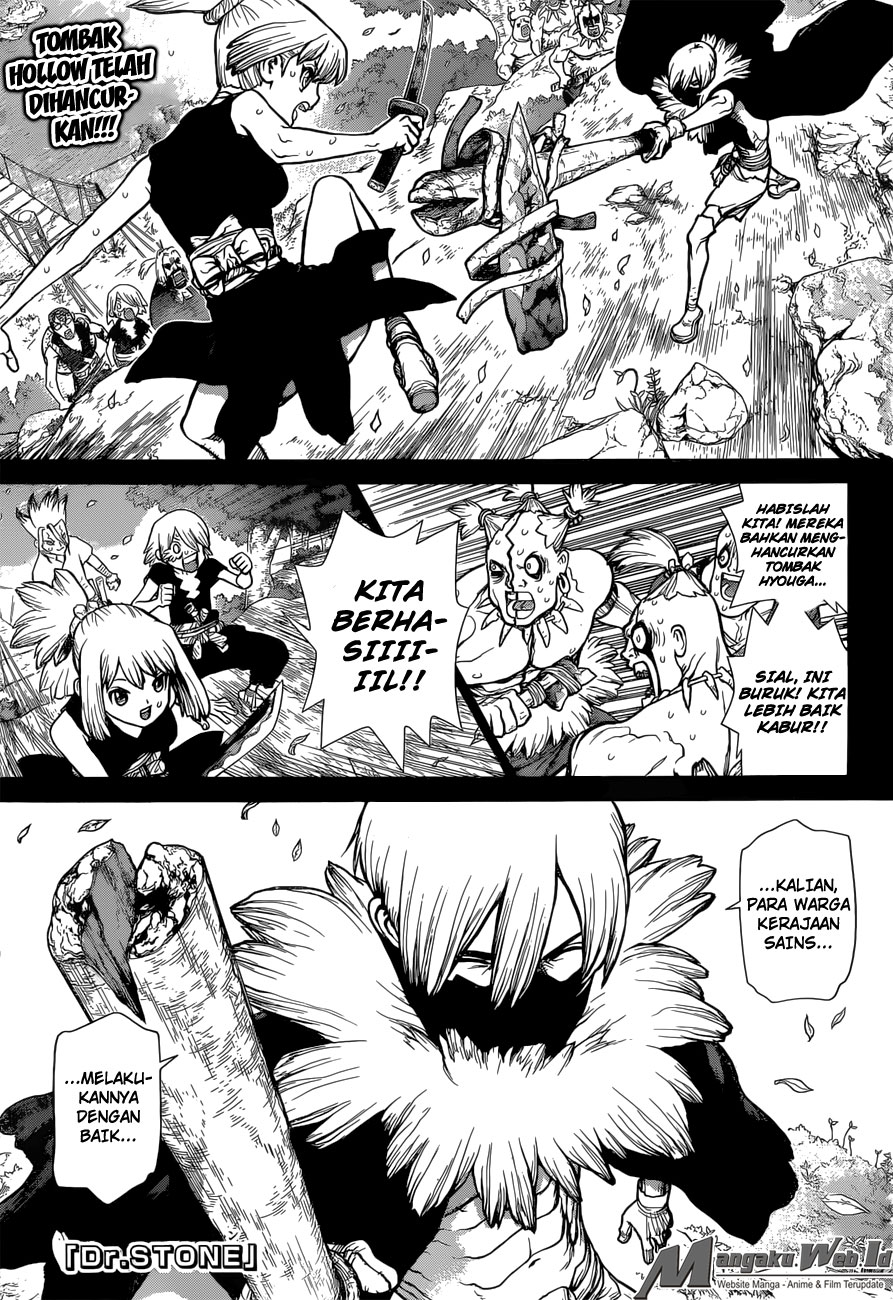 TOMBAK
HOLLOW TELAH
DIHANCUR-
KAN!!!
HABISLAH
KITA! MEREKA
BAHKAN MENG-
HANCURKAN
TOMBAK
HYOUGA...
SIAL, INI
BURUK! KITA
LEBIH BAIK
KABUR!!
KITA
BERHA-
SIIII-
IIL!!
...KALIAN,
PARA WARGA
KERAJAAN
SAINS...
...MELAKU-
KANNYA
DENGAN
BAIK...
「Dr.STONE」
Mangaku Web Id
Website Manga - Anime & Film Terupdate